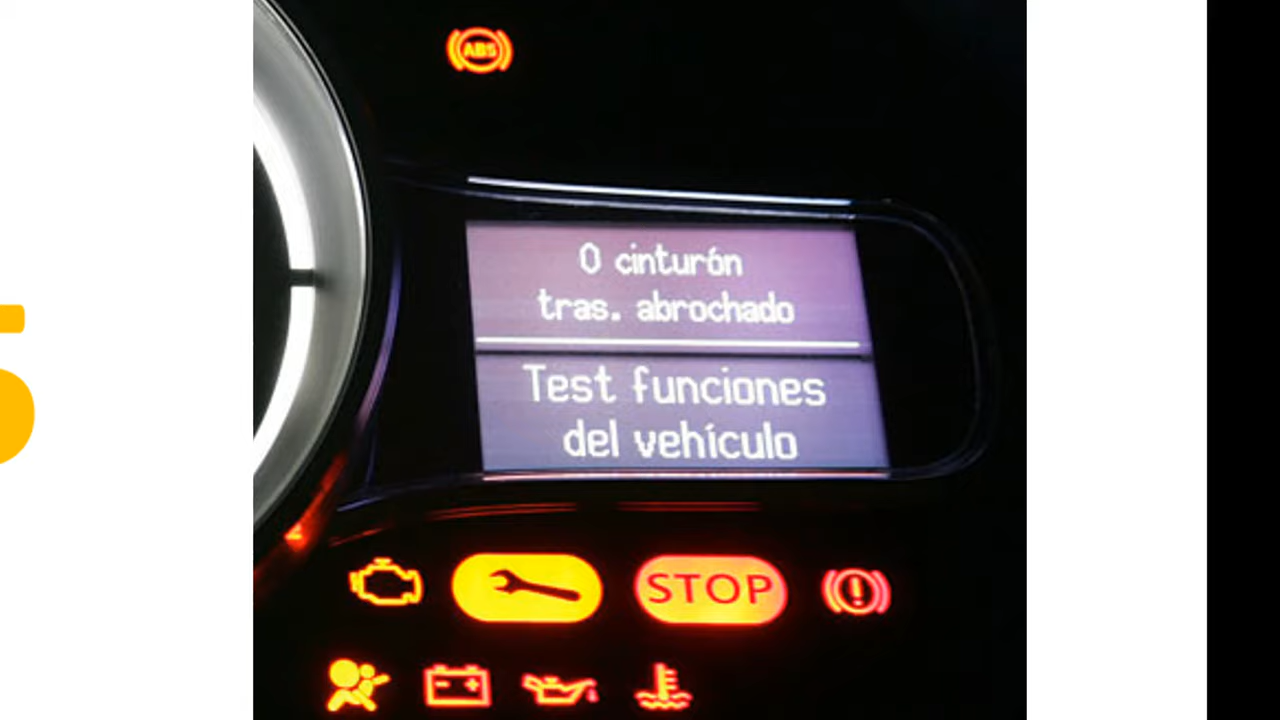 ABS
0 cinturón
tras. abrochado
Test funciones
del vehículo
STOP